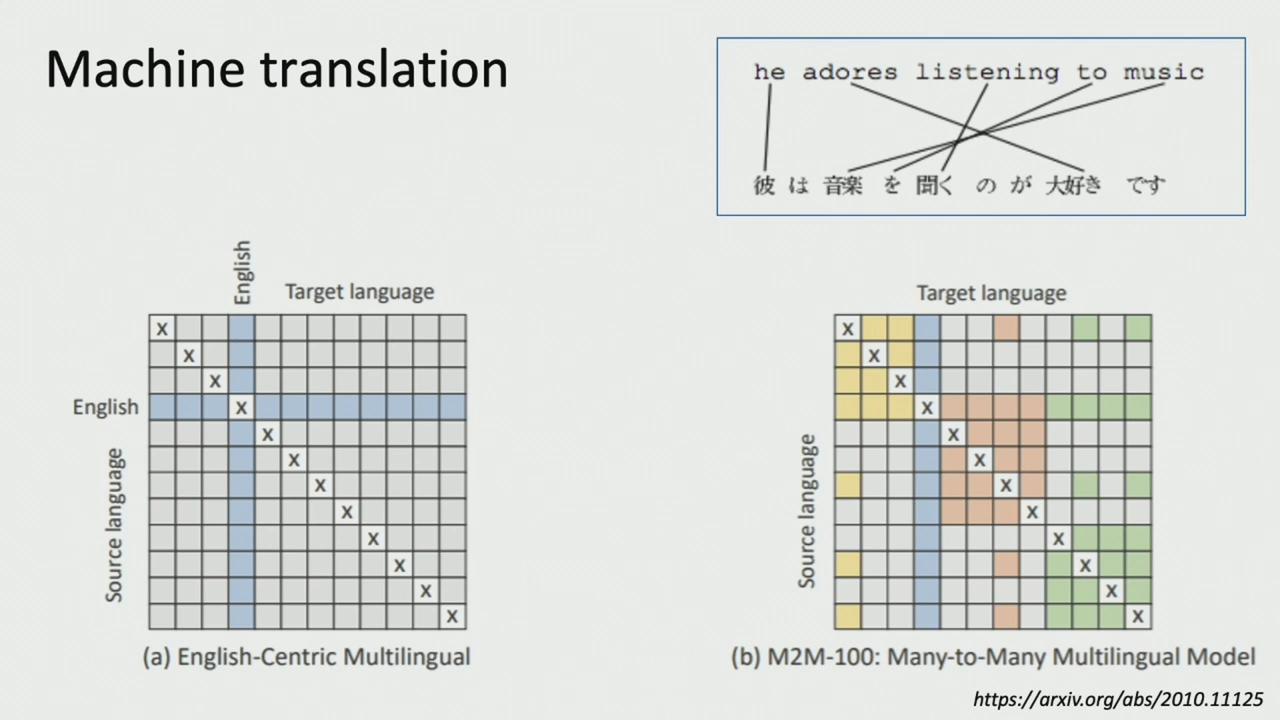 Machine translation
he adores listening to music
彼 は 音楽 を 聞く の が 大好き です
English
Target language
English
Source language
x
x
x
x
x
x
x
x
x
x
x
x
(a) English-Centric Multilingual
Target language
Source language
x
x
x
x
x
x
x
x
x
x
x
x
(b) M2M-100: Many-to-Many Multilingual Model
https://arxiv.org/abs/2010.11125